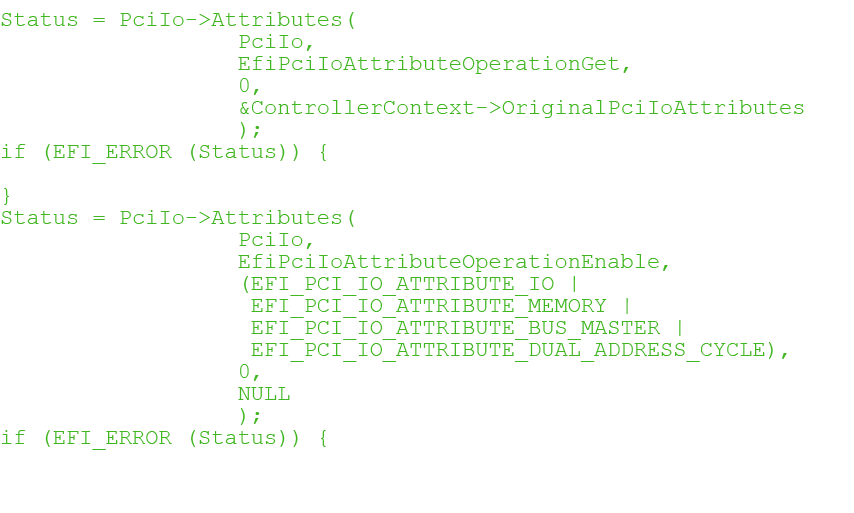 Status = PciIo->Attributes(
                  PciIo,
                  EfiPciIoAttributeOperationGet,
                  0,
                  &ControllerContext->OriginalPciIoAttributes
                  );
if (EFI_ERROR (Status)) {

}
Status = PciIo->Attributes(
                  PciIo,
                  EfiPciIoAttributeOperationEnable,
                  (EFI_PCI_IO_ATTRIBUTE_IO |
                   EFI_PCI_IO_ATTRIBUTE_MEMORY |
                   EFI_PCI_IO_ATTRIBUTE_BUS_MASTER |
                   EFI_PCI_IO_ATTRIBUTE_DUAL_ADDRESS_CYCLE),
                  0,
                  NULL
                  );
if (EFI_ERROR (Status)) {